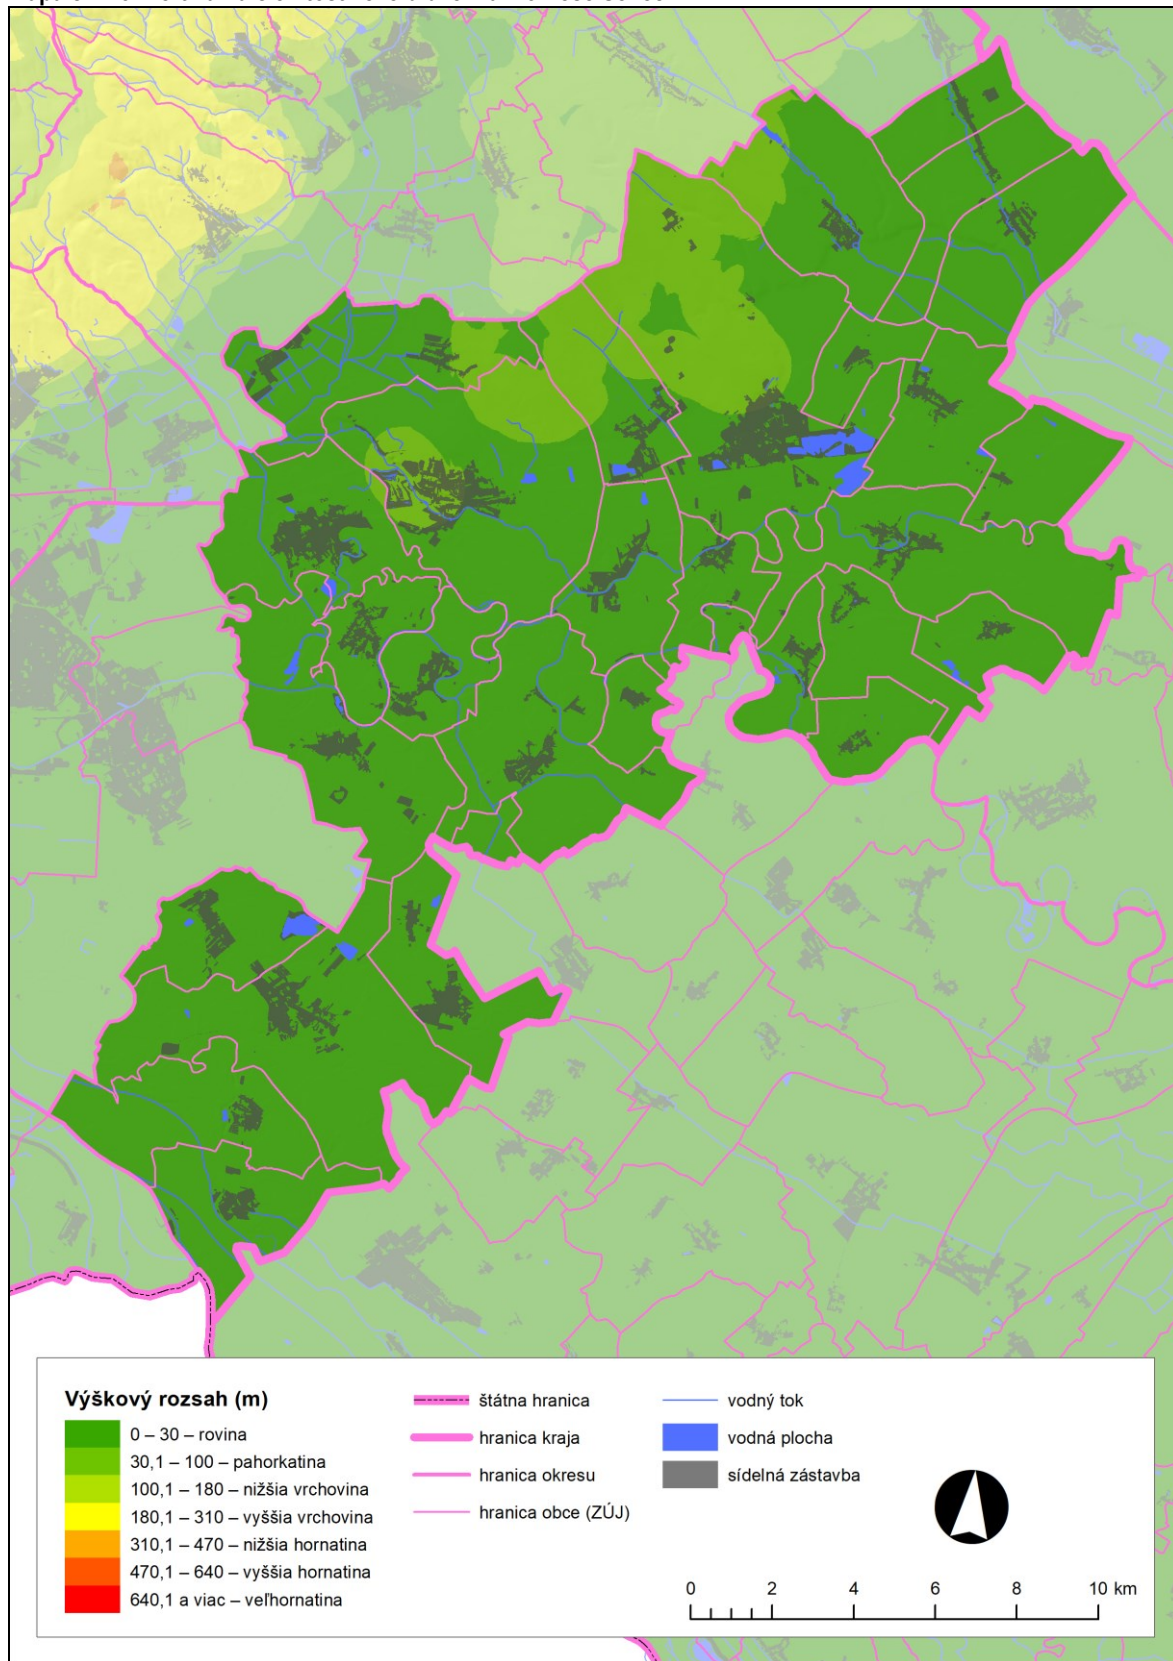 Výškový rozsah (m)
0 – 30 – rovina
30,1 – 100 – pahorkatina
100,1 – 180 – nižšia vrchovina
180,1 – 310 – vyššia vrchovina
310,1 – 470 – nižšia hornatina
470,1 – 640 – vyššia hornatina
640,1 a viac – veľhornatina
štátna hranica
hranica kraja
hranica okresu
hranica obce (ZÚJ)
vodný tok
vodná plocha
sídelná zástavba
0 2 4 6 8 10 km